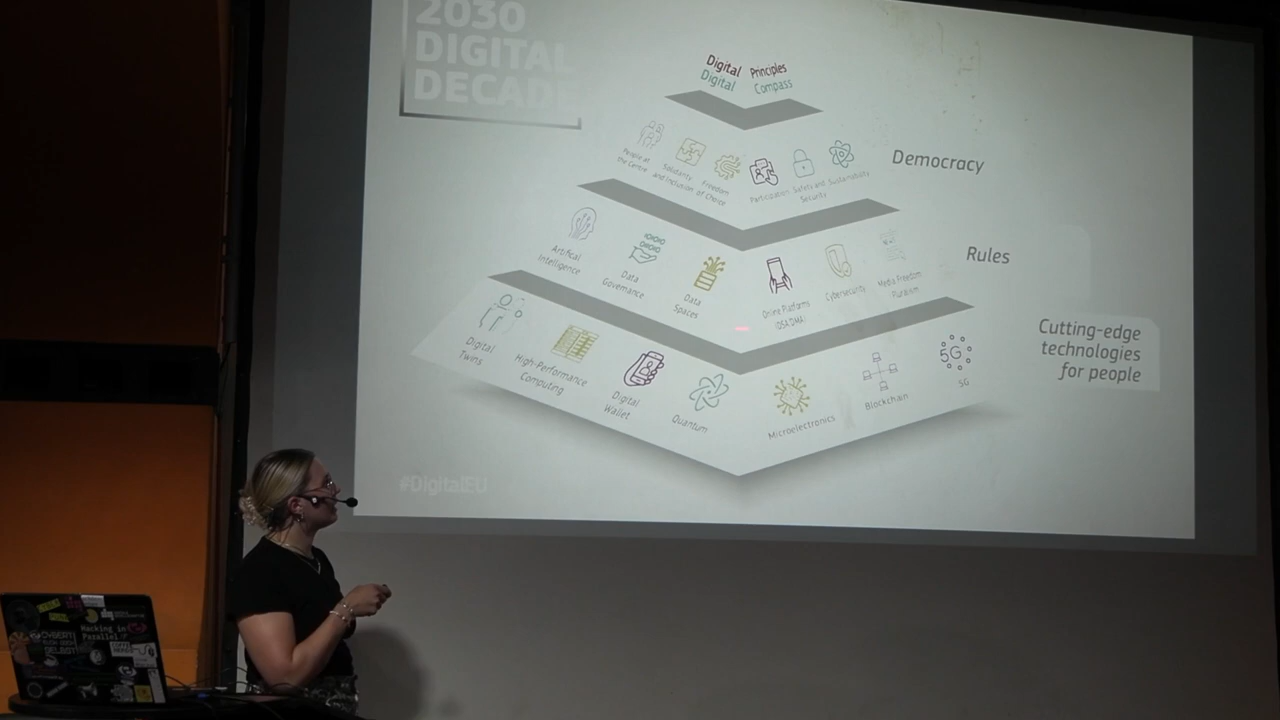 2030
DIGITAL
DECADE
Digital Principles
Digital Compass
People at
the Centre
Solidarity
and Inclusion
Freedom
of Choice
Participation
Safety and
Security
Sustainability
Democracy
Artifical
Intelligence
Data
Governance
Data
Spaces
Online Platforms
(DSA, DMA)
Cybersecurity
Media Freedom
Pluralism
Rules
Digital
Twins
High-Performance
Computing
Digital
Wallet
Quantum
Microelectronics
Blockchain
5G
5G
Cutting-edge
technologies
for people
#DigitalEU
Hacking in
Parallel